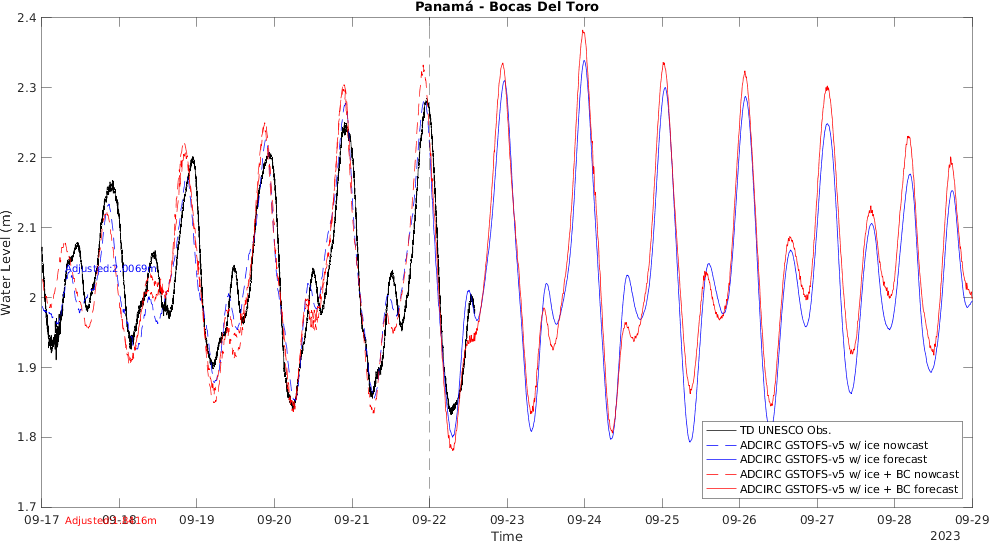 Panamá - Bocas Del Toro
Water Level (m)
2.4
2.3
2.2
2.1
2
1.9
1.8
1.7
Adjusted:2.0069m
TD UNESCO Obs.
ADCIRC GSTOFS-v5 w/ ice nowcast
ADCIRC GSTOFS-v5 w/ ice forecast
ADCIRC GSTOFS-v5 w/ ice + BC nowcast
ADCIRC GSTOFS-v5 w/ ice + BC forecast
09-17 09-18 09-19 09-20 09-21 09-22 09-23 09-24 09-25 09-26 09-27 09-28 09-29
Adjusted
Time
2023